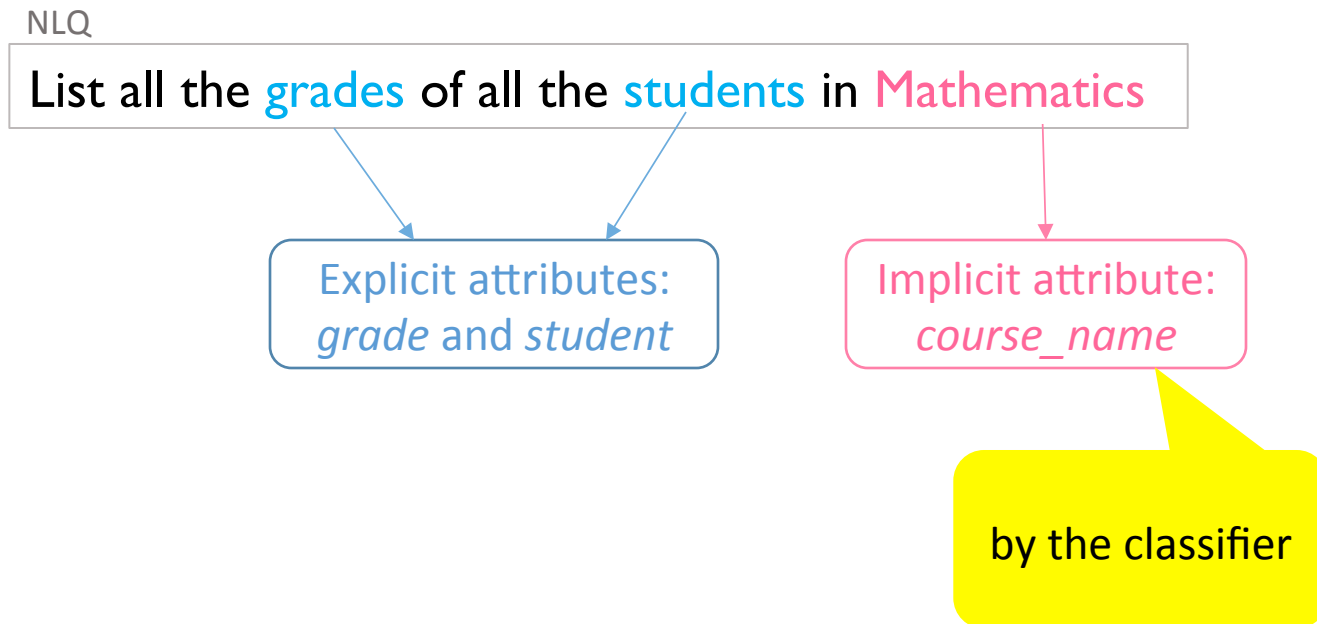 NLQ
List all the grades of all the students in Mathematics
Explicit attributes:
grade and student
Implicit attribute:
course_name
by the classifier